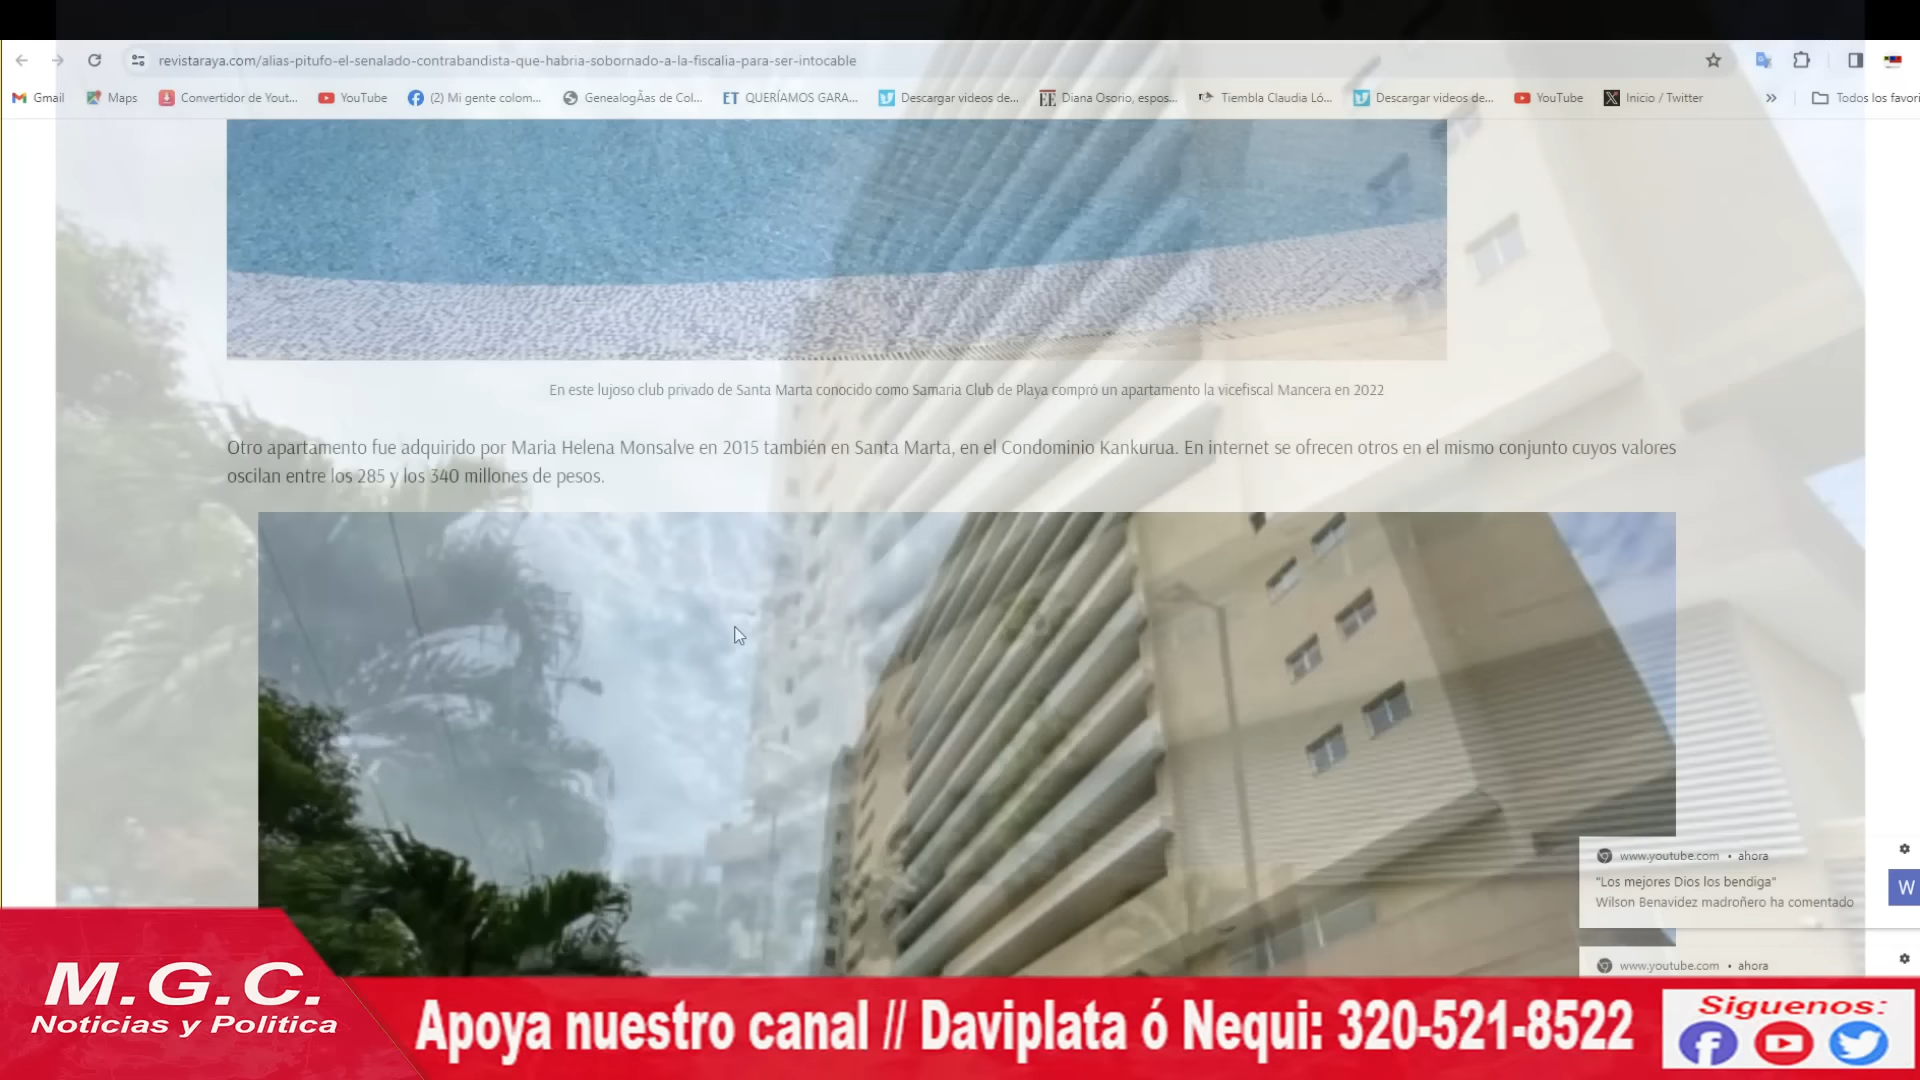 revistaraya.com/alias-pitufo-el-senalado-contrabandista-que-habria-sobornado-a-la-fiscalia-para-ser-intocable
Gmail Maps Convertidor de Yout... YouTube (2) Mi gente colom... GenealogÃas de Col... QUERÍAMOS GARA... Descargar videos de... Diana Osorio, espos... Tiembla Claudia Ló... Descargar videos de... YouTube Inicio / Twitter » Todos los favori
En este lujoso club privado de Santa Marta conocido como Samaria Club de Playa compró un apartamento la vicefiscal Mancera en 2022
Otro apartamento fue adquirido por Maria Helena Monsalve en 2015 también en Santa Marta, en el Condominio Kankurua. En internet se ofrecen otros en el mismo conjunto cuyos valores
oscilan entre los 285 y los 340 millones de pesos.
www.youtube.com • ahora
"Los mejores Dios los bendiga"
Wilson Benavidez madroñero ha comentado
W
www.youtube.com • ahora
M.G.C.
Noticias y Politica
Apoya nuestro canal // Daviplata ó Nequi: 320-521-8522
Siguenos: